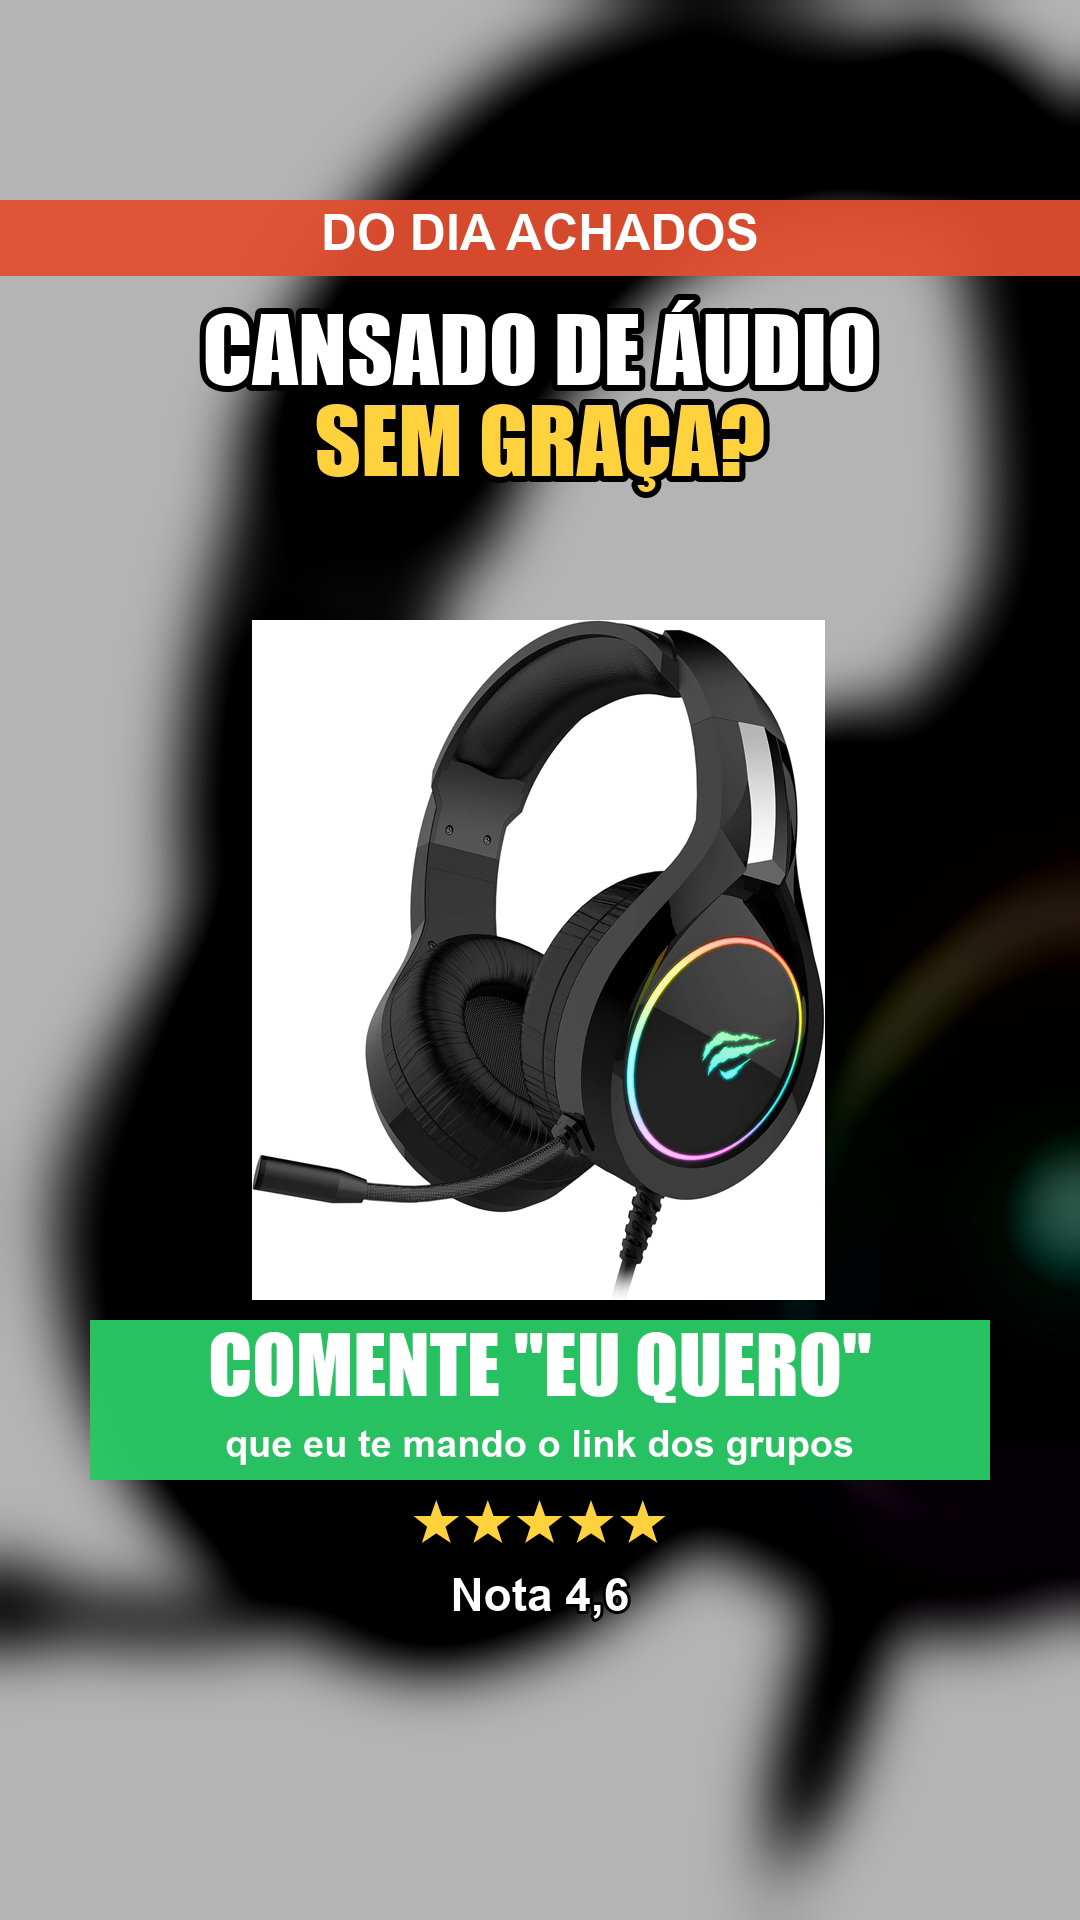 DO DIA ACHADOS
CANSADO DE ÁUDIO
SEM GRAÇA?
COMENTE "EU QUERO"
que eu te mando o link dos grupos
Nota 4,6